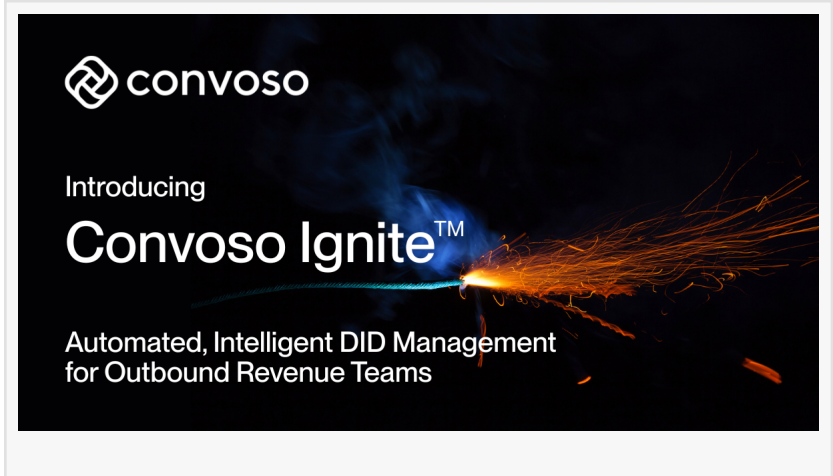 convoso
Introducing
Convoso Ignite™
Automated, Intelligent DID Management
for Outbound Revenue Teams